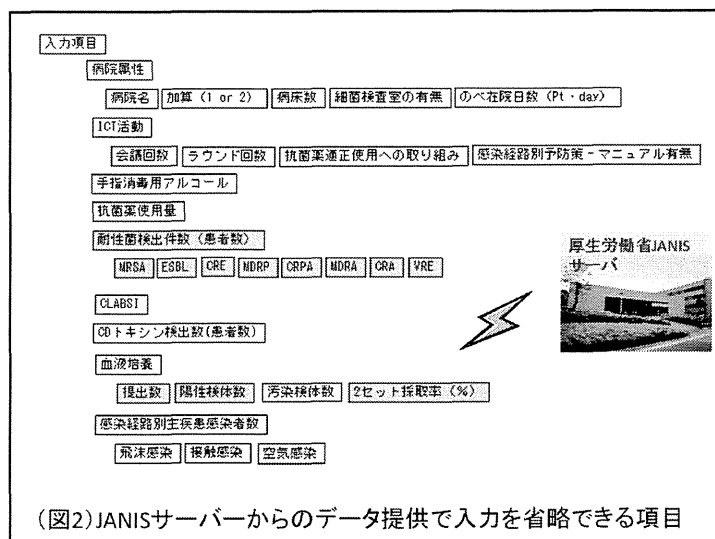 入力項目
病院属性
病院名 加算 (1 or 2) 病床数 細菌検査室の有無 のべ在院日数 (Pt・day)
ICT活動
会議回数 ラウンド回数 抗菌薬適正使用への取り組み 感染経路別予防策-マニュアル有無
手指消毒用アルコール
抗菌薬使用量
耐性菌検出件数 (患者数)
MRSA ESBL CRE MDRP CRPA MDRA CRA VRE
厚生労働省JANIS
サーバ
CLABSI
CDトキシン検出数(患者数)
血液培養
提出数 陽性検体数 汚染検体数 2セット採取率 (%)
感染経路別主疾患感染者数
飛沫感染 接触感染 空気感染
(図2)JANISサーバーからのデータ提供で入力を省略できる項目